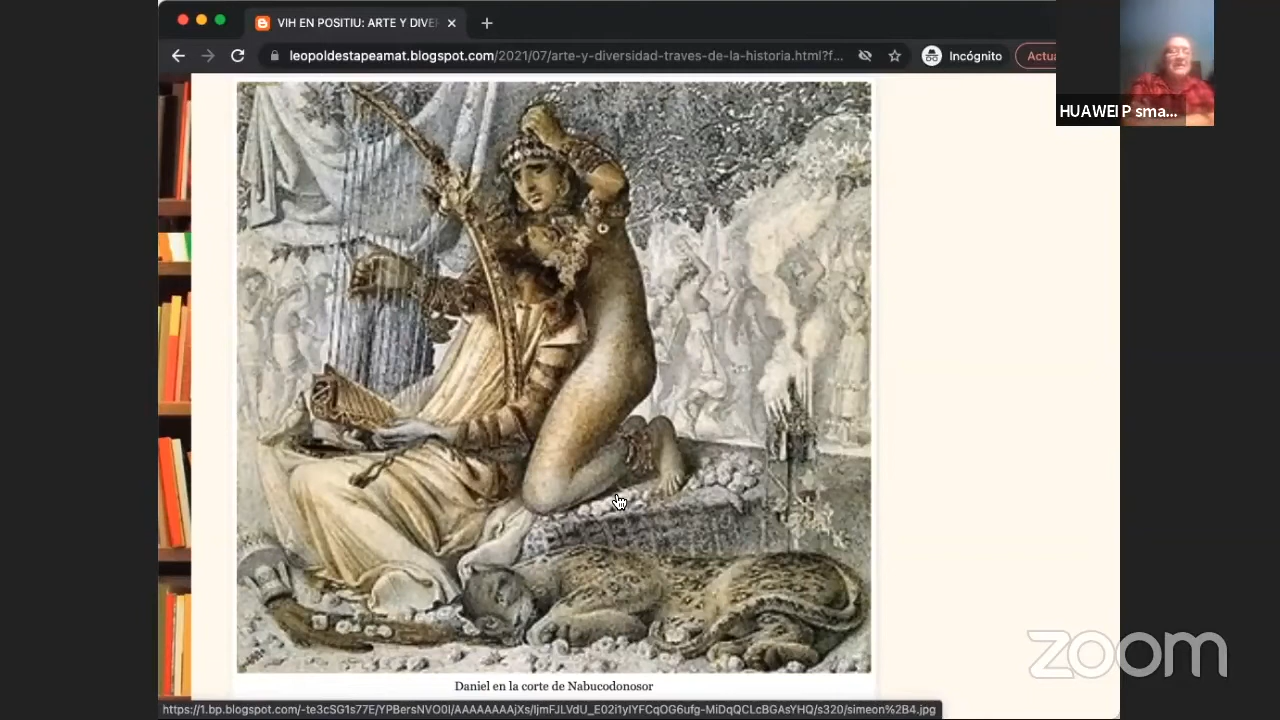 VIH EN POSITIU: ARTE Y DIVE
leopoldestapeamat.blogspot.com/2021/07/arte-y-diversidad-traves-de-la-historia.html?f...
Incógnito
Actua
HUAWEI P sma...
Daniel en la corte de Nabucodonosor
https://1.bp.blogspot.com/-te3cSG1s77E/YPBersNVO0I/AAAAAAAAjXs/ljmFJLVdU_E02i1yIYFCqOG6ufg-MiDqQCLcBGAsYHQ/s320/simeon%2B4.jpg
zoom